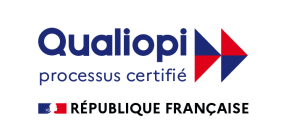 Qualiopi
processus certifié
RÉPUBLIQUE FRANÇAISE